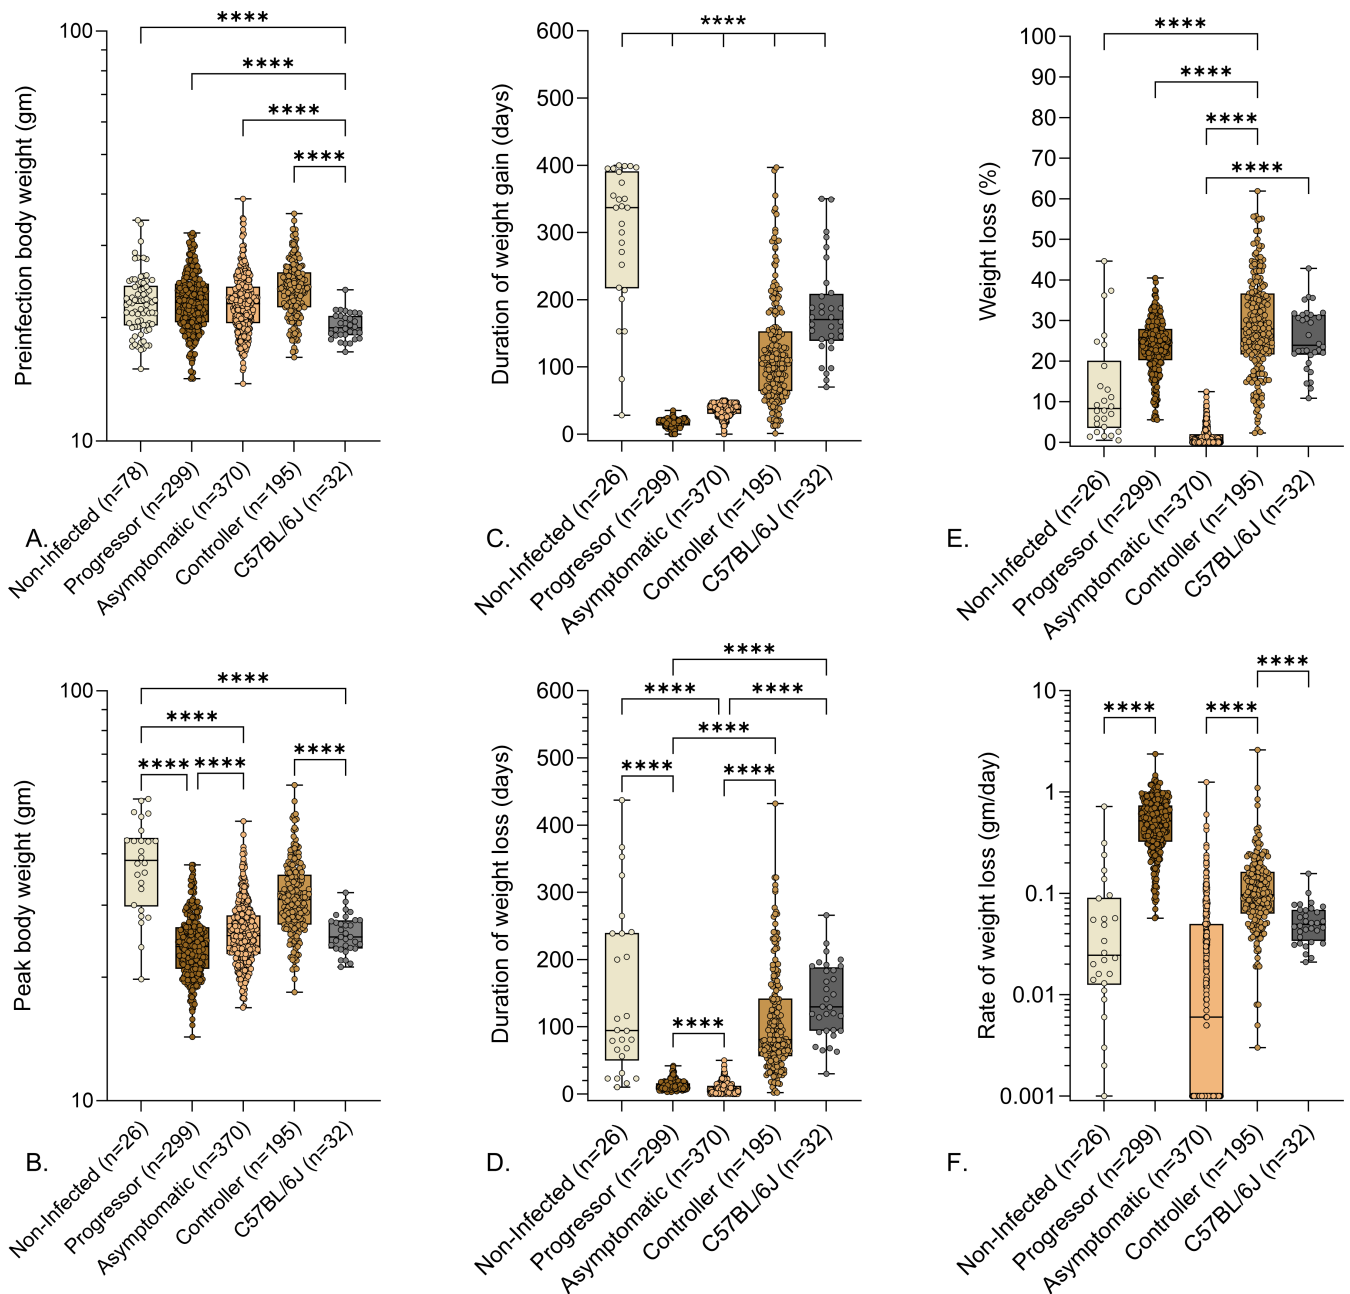 Preinfection body weight (gm)
100
10
****
****
****
****
Non-Infected (n=78)
Progressor (n=299)
Asymptomatic (n=370)
Controller (n=195)
C57BL/6J (n=32)
A.
Duration of weight gain (days)
600
500
400
300
200
100
0
****
Non-Infected (n=26)
Progressor (n=299)
Asymptomatic (n=370)
Controller (n=195)
C57BL/6J (n=32)
C.
Weight loss (%)
100
90
80
70
60
50
40
30
20
10
0
****
****
****
****
Non-Infected (n=26)
Progressor (n=299)
Asymptomatic (n=370)
Controller (n=195)
C57BL/6J (n=32)
E.
Peak body weight (gm)
100
10
****
****
****
****
****
Non-Infected (n=26)
Progressor (n=299)
Asymptomatic (n=370)
Controller (n=195)
C57BL/6J (n=32)
B.
Duration of weight loss (days)
600
500
400
300
200
100
0
****
****
****
****
****
****
****
Non-Infected (n=26)
Progressor (n=299)
Asymptomatic (n=370)
Controller (n=195)
C57BL/6J (n=32)
D.
Rate of weight loss (gm/day)
10
1
0.1
0.01
0.001
****
****
****
Non-Infected (n=26)
Progressor (n=299)
Asymptomatic (n=370)
Controller (n=195)
C57BL/6J (n=32)
F.